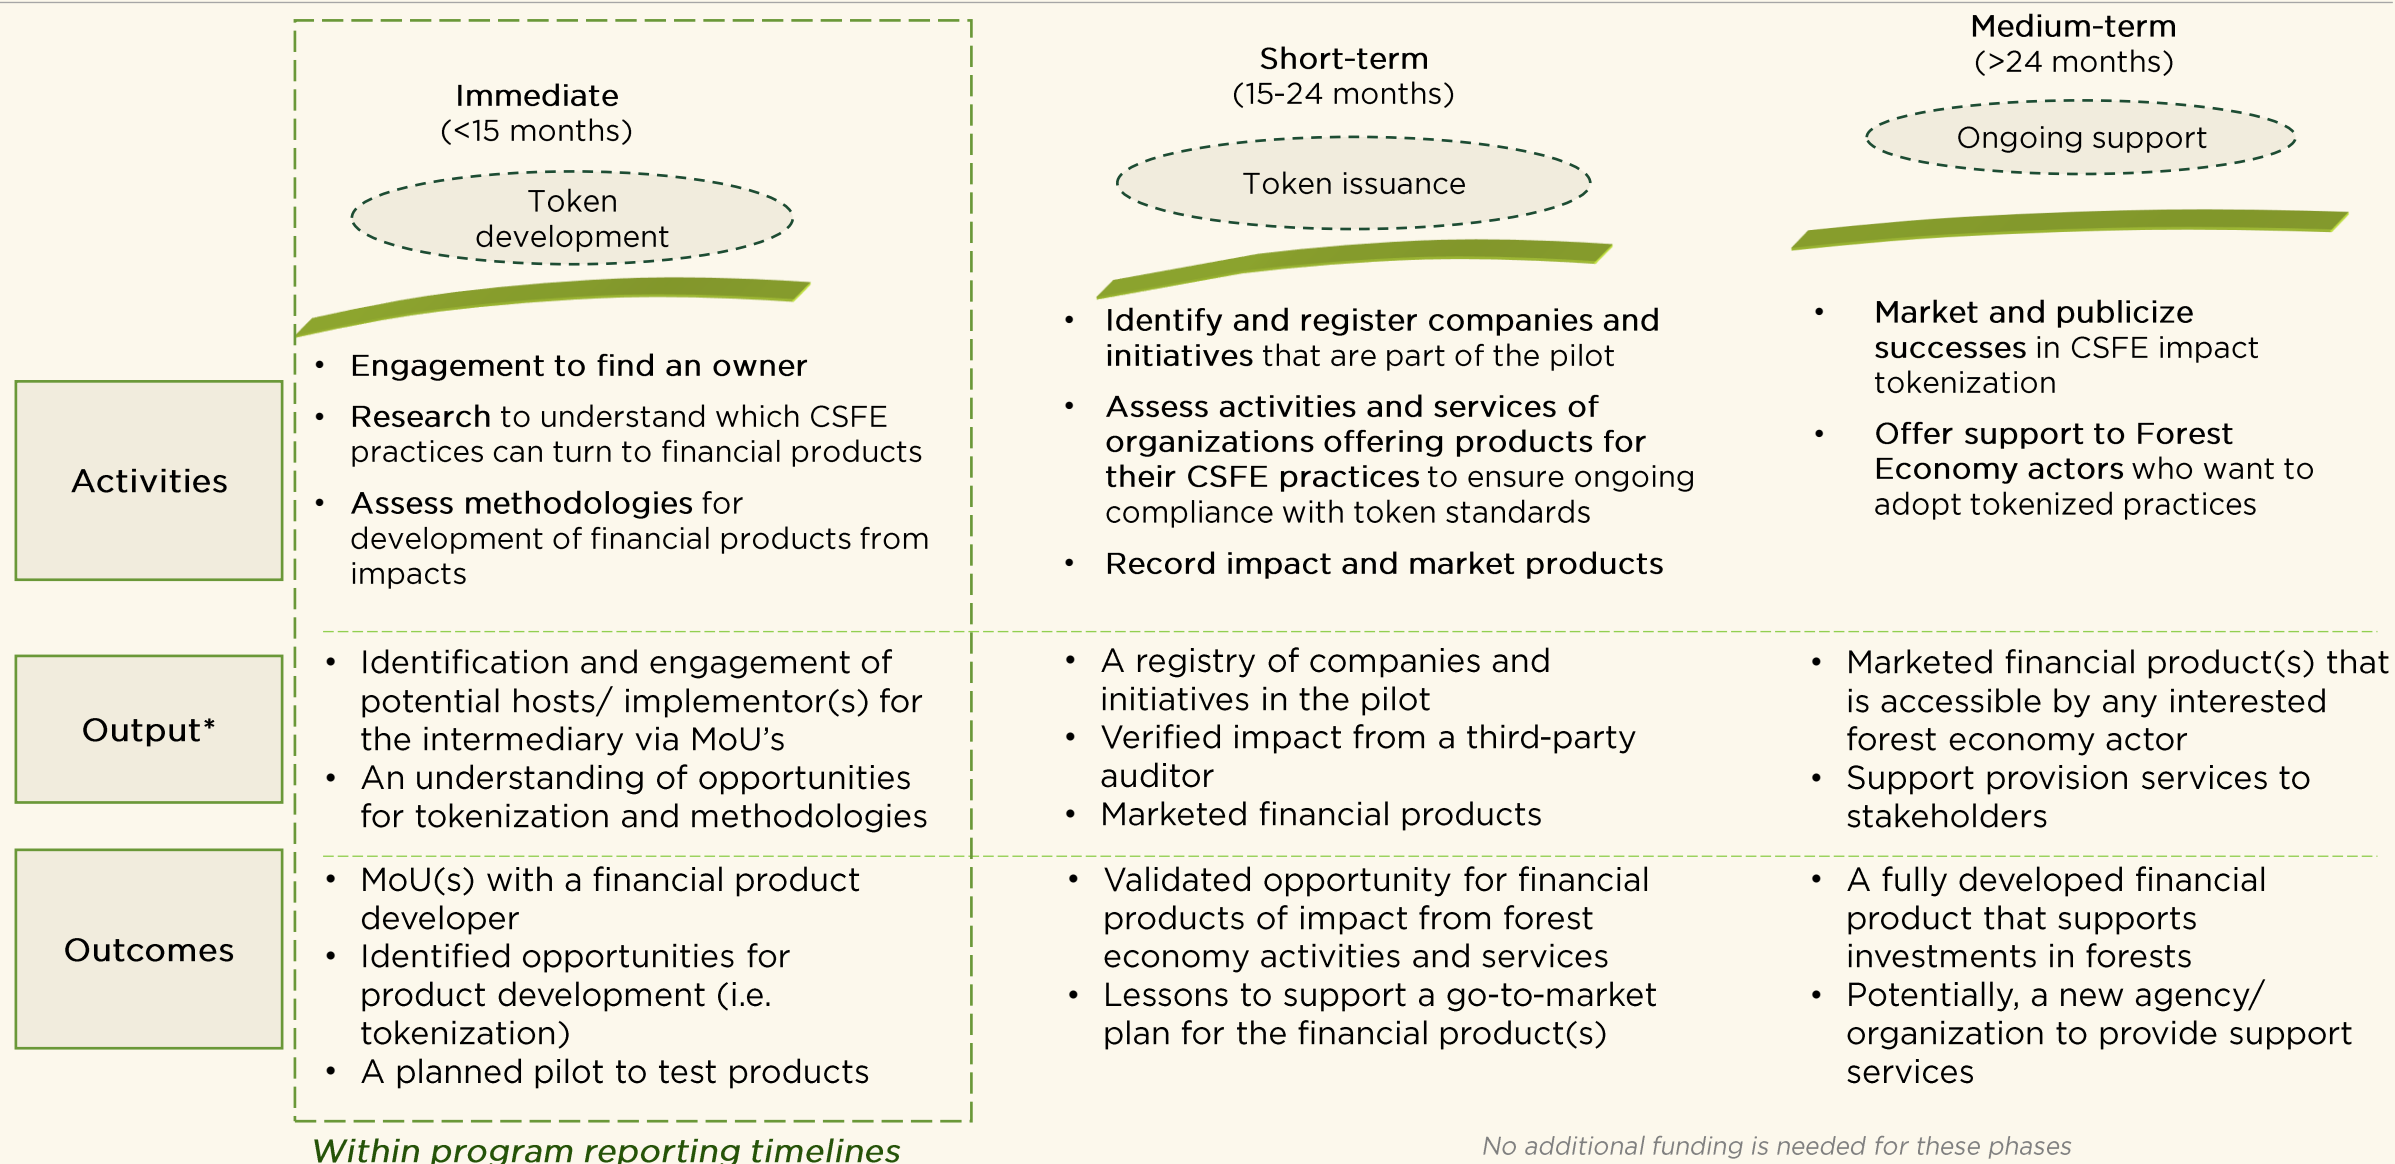 Immediate
(<15 months)
Token
development
Short-term
(15-24 months)
Token issuance
Medium-term
(>24 months)
Ongoing support
Activities
• Engagement to find an owner
• Research to understand which CSFE
practices can turn to financial products
• Assess methodologies for
development of financial products from
impacts
• Identify and register companies and
initiatives that are part of the pilot
• Assess activities and services of
organizations offering products for
their CSFE practices to ensure ongoing
compliance with token standards
• Record impact and market products
• Market and publicize
successes in CSFE impact
tokenization
• Offer support to Forest
Economy actors who want to
adopt tokenized practices
Output*
• Identification and engagement of
potential hosts/ implementor(s) for
the intermediary via MoU’s
• An understanding of opportunities
for tokenization and methodologies
• A registry of companies and
initiatives in the pilot
• Verified impact from a third-party
auditor
• Marketed financial products
• Marketed financial product(s) that
is accessible by any interested
forest economy actor
• Support provision services to
stakeholders
Outcomes
• MoU(s) with a financial product
developer
• Identified opportunities for
product development (i.e.
tokenization)
• A planned pilot to test products
• Validated opportunity for financial
products of impact from forest
economy activities and services
• Lessons to support a go-to-market
plan for the financial product(s)
• A fully developed financial
product that supports
investments in forests
• Potentially, a new agency/
organization to provide support
services
Within program reporting timelines
No additional funding is needed for these phases